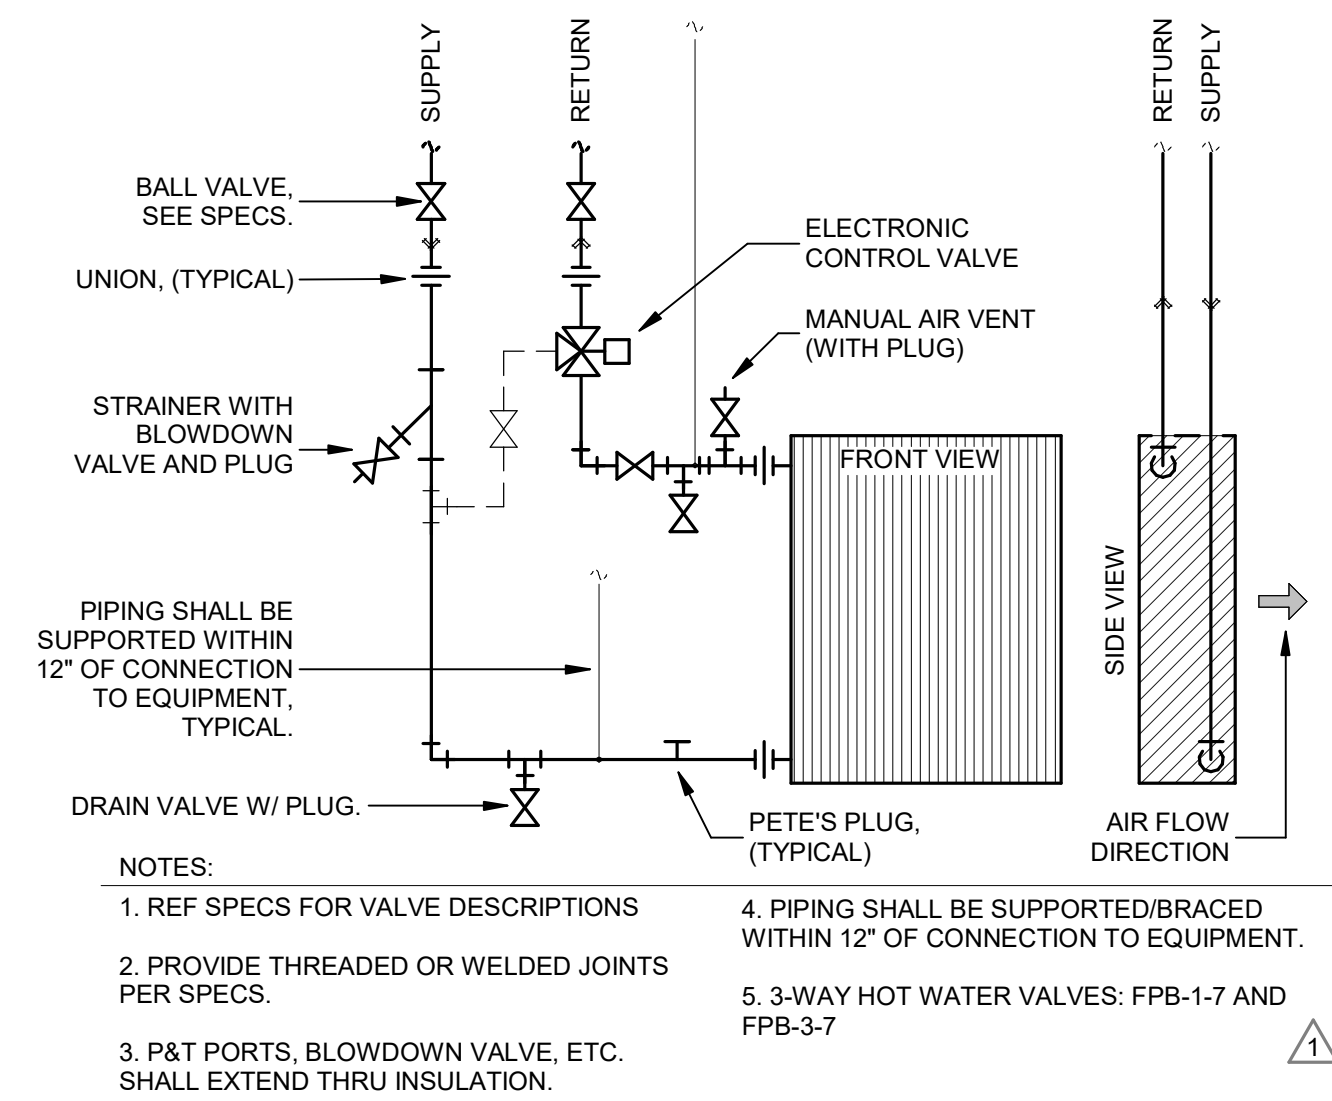 SUPPLY
RETURN
RETURN
SUPPLY
BALL VALVE,
SEE SPECS.
UNION, (TYPICAL)
ELECTRONIC
CONTROL VALVE
MANUAL AIR VENT
(WITH PLUG)
STRAINER WITH
BLOWDOWN
VALVE AND PLUG
FRONT VIEW
SIDE VIEW
PIPING SHALL BE
SUPPORTED WITHIN
12" OF CONNECTION
TO EQUIPMENT,
TYPICAL.
DRAIN VALVE W/ PLUG.
PETE'S PLUG,
(TYPICAL)
AIR FLOW
DIRECTION
NOTES:
1. REF SPECS FOR VALVE DESCRIPTIONS
2. PROVIDE THREADED OR WELDED JOINTS
PER SPECS.
3. P&T PORTS, BLOWDOWN VALVE, ETC.
SHALL EXTEND THRU INSULATION.
4. PIPING SHALL BE SUPPORTED/BRACED
WITHIN 12" OF CONNECTION TO EQUIPMENT.
5. 3-WAY HOT WATER VALVES: FPB-1-7 AND
FPB-3-7
1